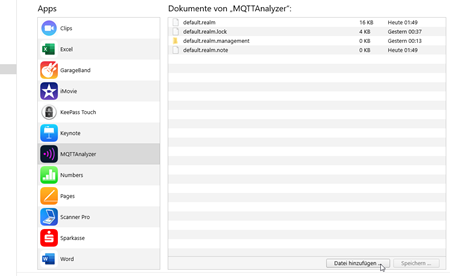 Apps
Clips
Excel
GarageBand
iMovie
KeePass Touch
Keynote
MQTTAnalyzer
Numbers
Pages
Scanner Pro
Sparkasse
Word
Dokumente von „MQTTAnalyzer":
default.realm 16 KB Heute 01:49
default.realm.lock 4 KB Gestern 00:37
default.realm.management 0 KB Gestern 00:13
default.realm.note 0 KB Heute 01:49
Datei hinzufügen ... Speichern ...